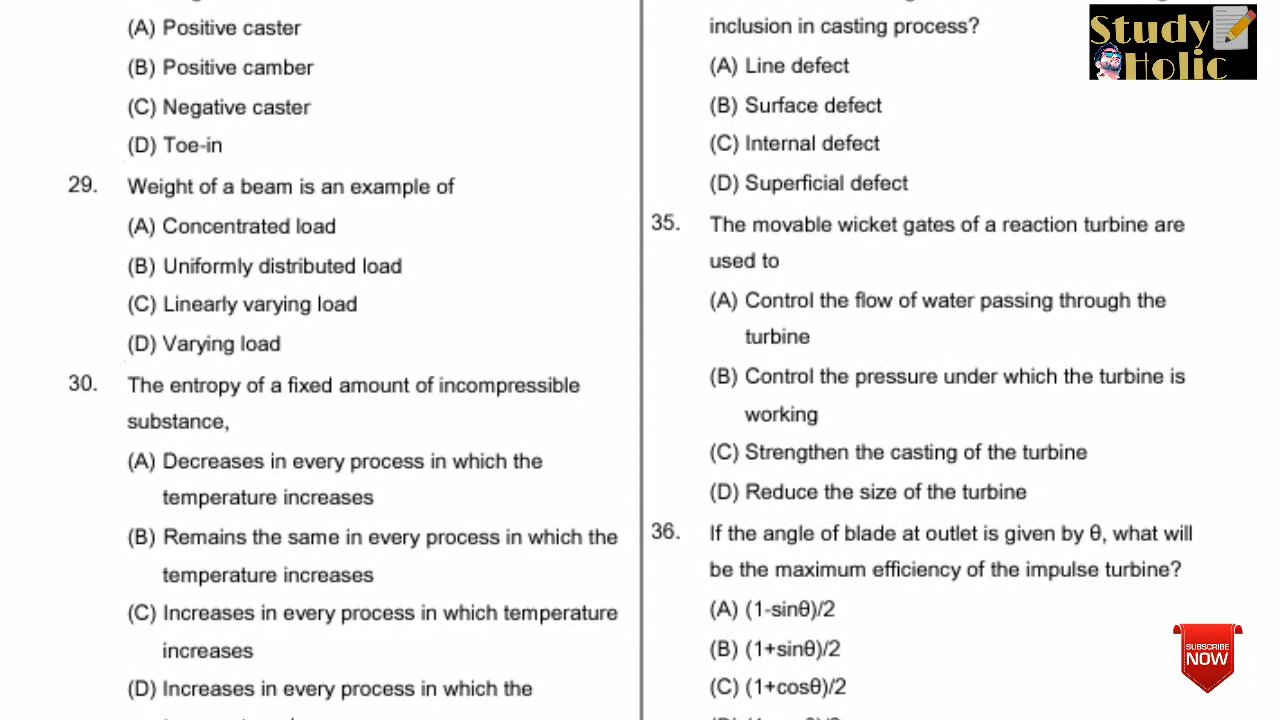 (A) Positive caster
(B) Positive camber
(C) Negative caster
(D) Toe-in
29. Weight of a beam is an example of
(A) Concentrated load
(B) Uniformly distributed load
(C) Linearly varying load
(D) Varying load
30. The entropy of a fixed amount of incompressible
substance,
(A) Decreases in every process in which the
temperature increases
(B) Remains the same in every process in which the
temperature increases
(C) Increases in every process in which temperature
increases
(D) Increases in every process in which the
inclusion in casting process?
(A) Line defect
(B) Surface defect
(C) Internal defect
(D) Superficial defect
35. The movable wicket gates of a reaction turbine are
used to
(A) Control the flow of water passing through the
turbine
(B) Control the pressure under which the turbine is
working
(C) Strengthen the casting of the turbine
(D) Reduce the size of the turbine
36. If the angle of blade at outlet is given by θ, what will
be the maximum efficiency of the impulse turbine?
(A) (1-sinθ)/2
(B) (1+sinθ)/2
(C) (1+cosθ)/2
Study
Holic
SUBSCRIBE
NOW